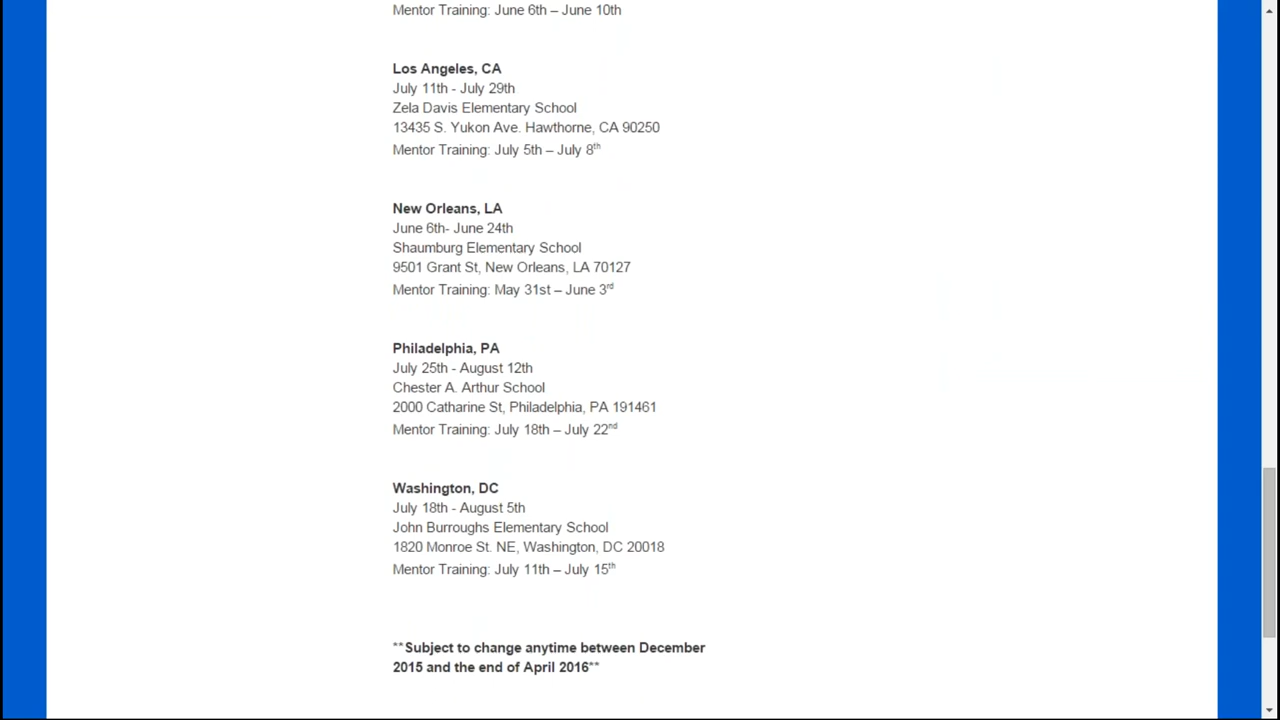 Mentor Training: June 6th – June 10th
Los Angeles, CA
July 11th - July 29th
Zela Davis Elementary School
13435 S. Yukon Ave. Hawthorne, CA 90250
Mentor Training: July 5th – July 8th
New Orleans, LA
June 6th- June 24th
Shaumburg Elementary School
9501 Grant St, New Orleans, LA 70127
Mentor Training: May 31st – June 3rd
Philadelphia, PA
July 25th - August 12th
Chester A. Arthur School
2000 Catharine St, Philadelphia, PA 191461
Mentor Training: July 18th – July 22nd
Washington, DC
July 18th - August 5th
John Burroughs Elementary School
1820 Monroe St. NE, Washington, DC 20018
Mentor Training: July 11th – July 15th
**Subject to change anytime between December
2015 and the end of April 2016**